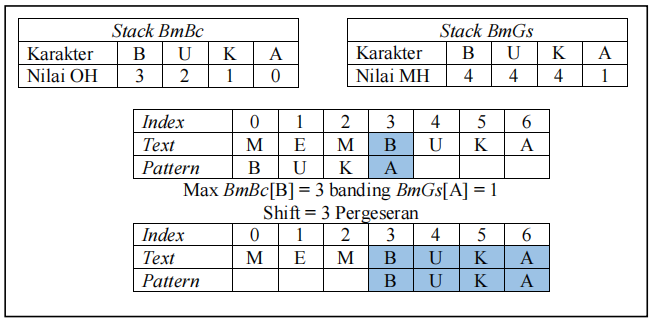 Stack BmBc
Karakter B U K A
Nilai OH 3 2 1 0
Stack BmGs
Karakter B U K A
Nilai MH 4 4 4 1
Index 0 1 2 3 4 5 6
Text M E M B U K A
Pattern B U K A
Max BmBc[B] = 3 banding BmGs[A] = 1
Shift = 3 Pergeseran
Index 0 1 2 3 4 5 6
Text M E M B U K A
Pattern B U K A